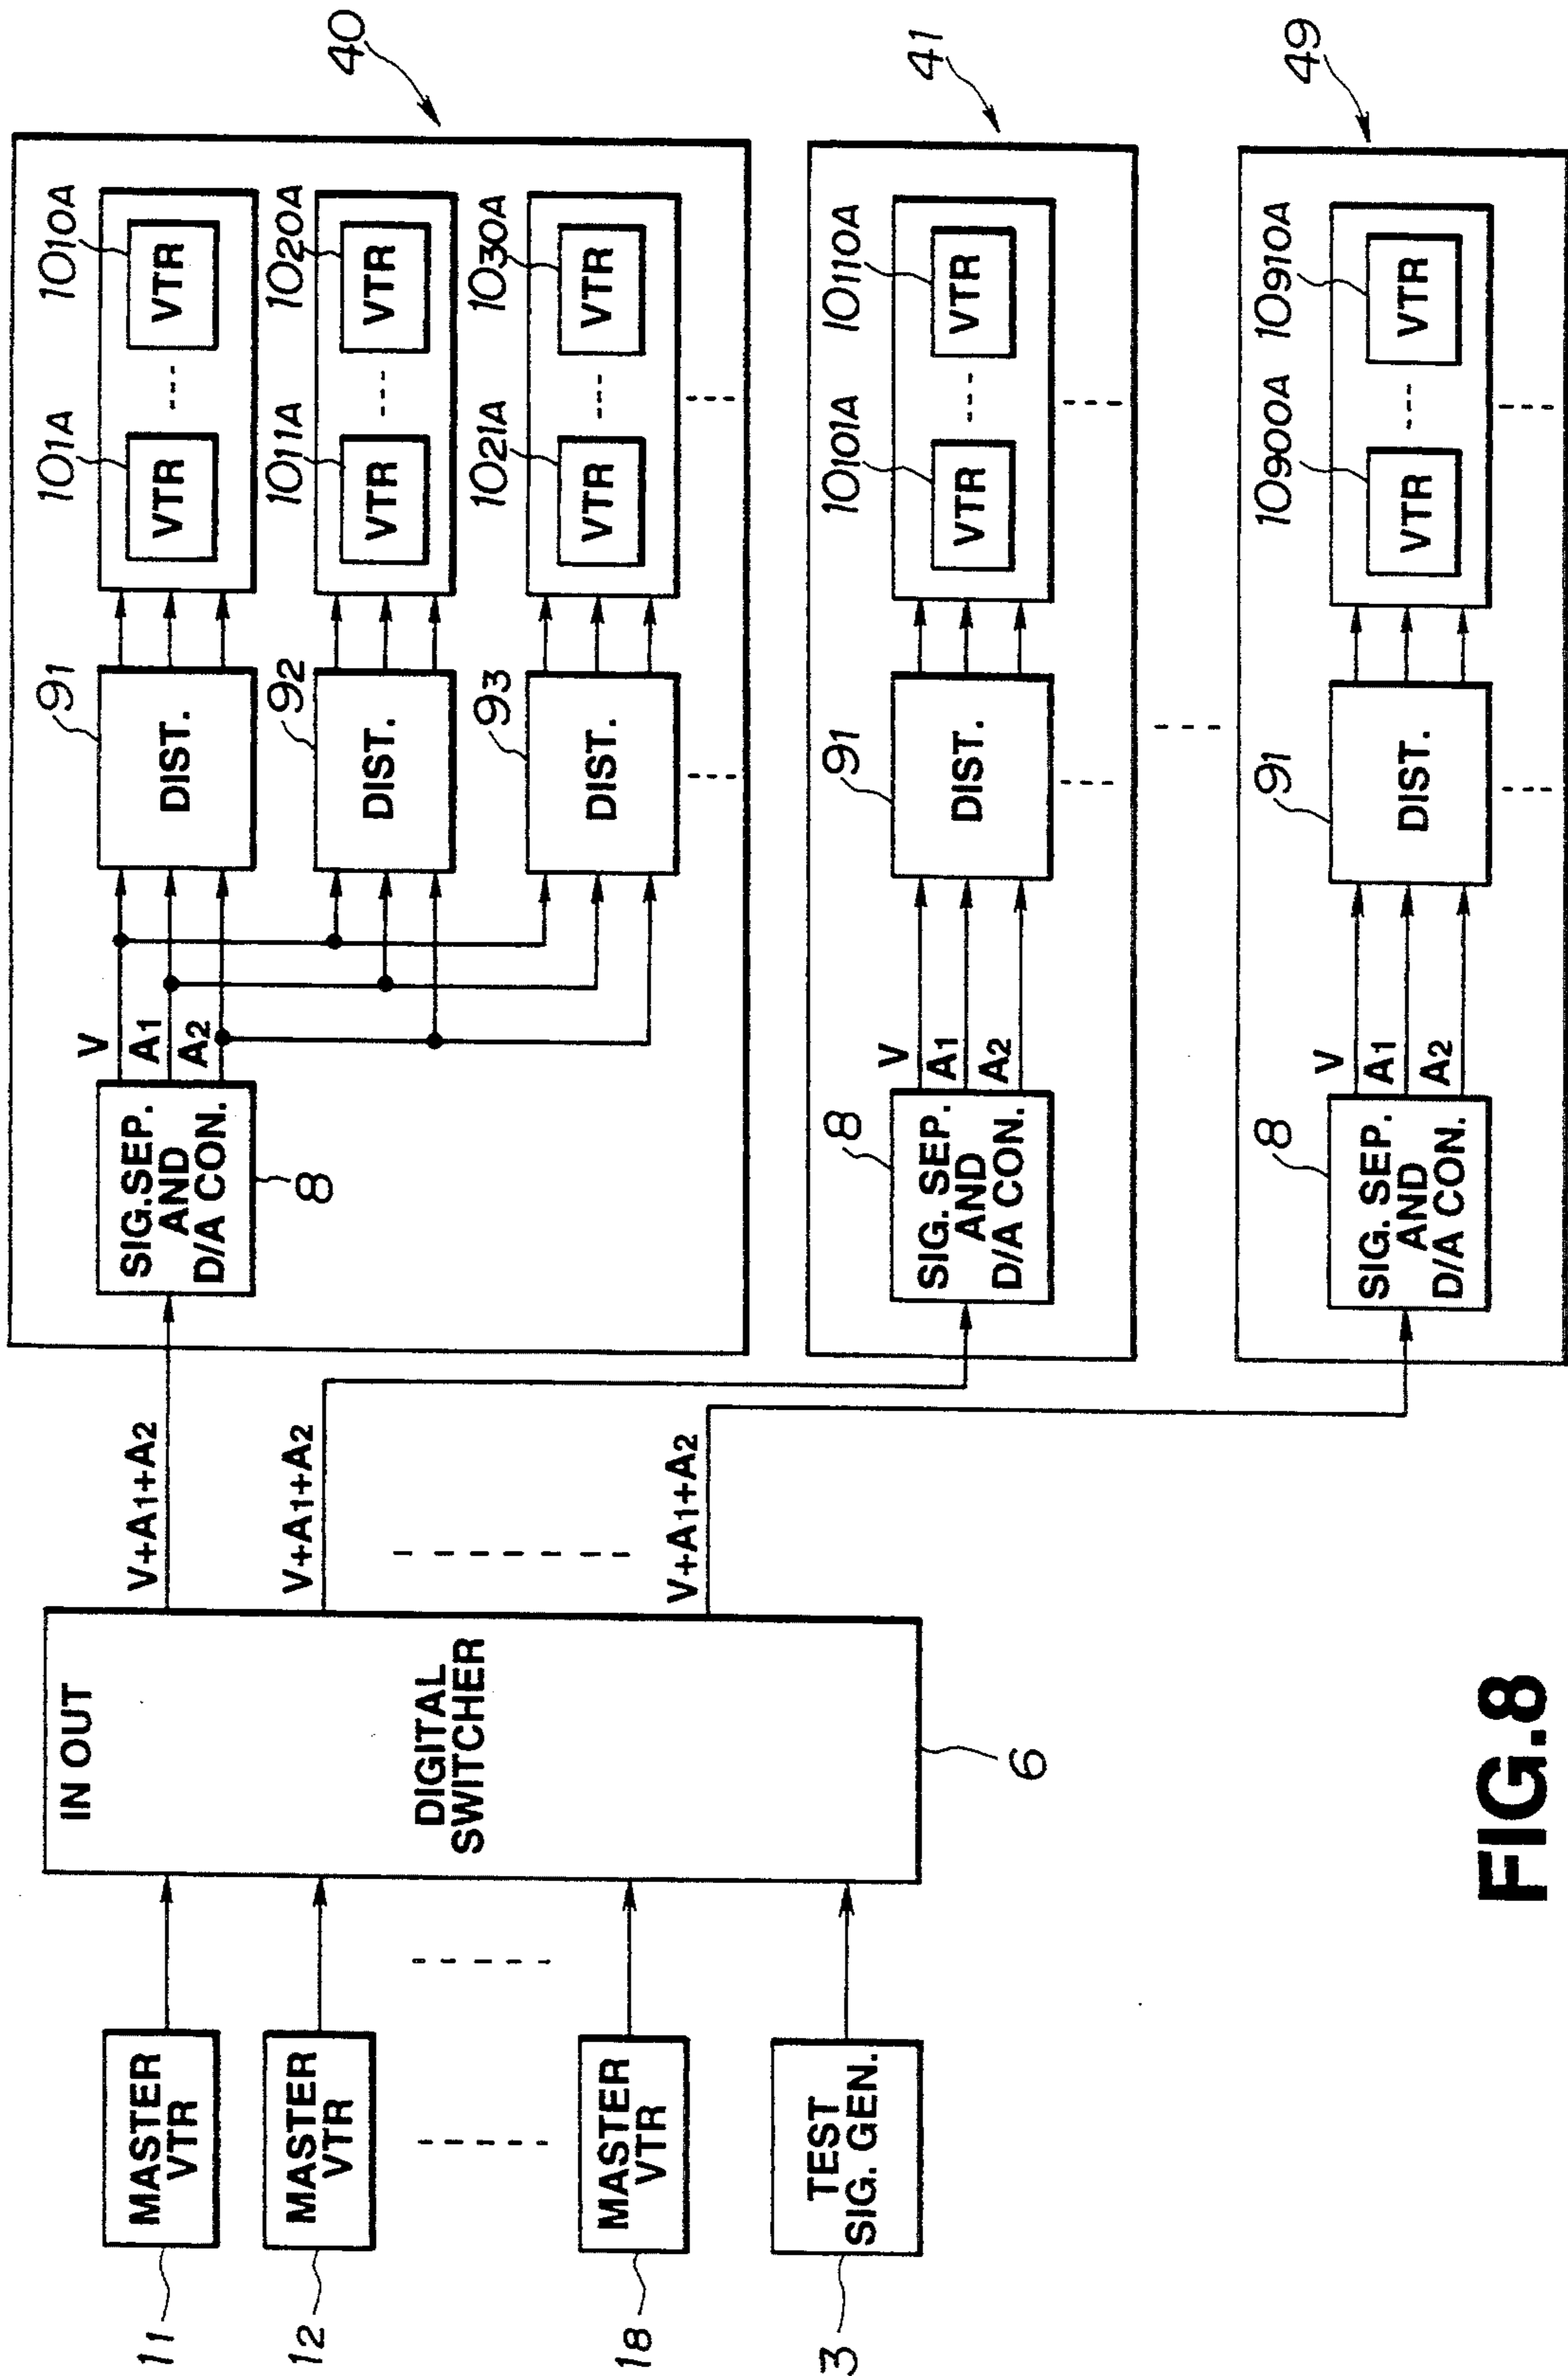 11
MASTER
VTR
12
MASTER
VTR
18
MASTER
VTR
3
TEST
SIG. GEN.
IN OUT
DIGITAL
SWITCHER
6
V+A1+A2
V+A1+A2
V+A1+A2
40
SIG.SEP.
AND
D/A CON.
8
V
A1
A2
91
DIST.
92
DIST.
93
DIST.
101A
VTR
1010A
VTR
1011A
VTR
1020A
VTR
1021A
VTR
1030A
VTR
41
8
SIG. SEP.
AND
D/A CON.
V
A1
A2
91
DIST.
10101A
VTR
10110A
VTR
49
8
SIG. SEP.
AND
D/A CON.
V
A1
A2
91
DIST.
10900A
VTR
10910A
VTR
FIG.8